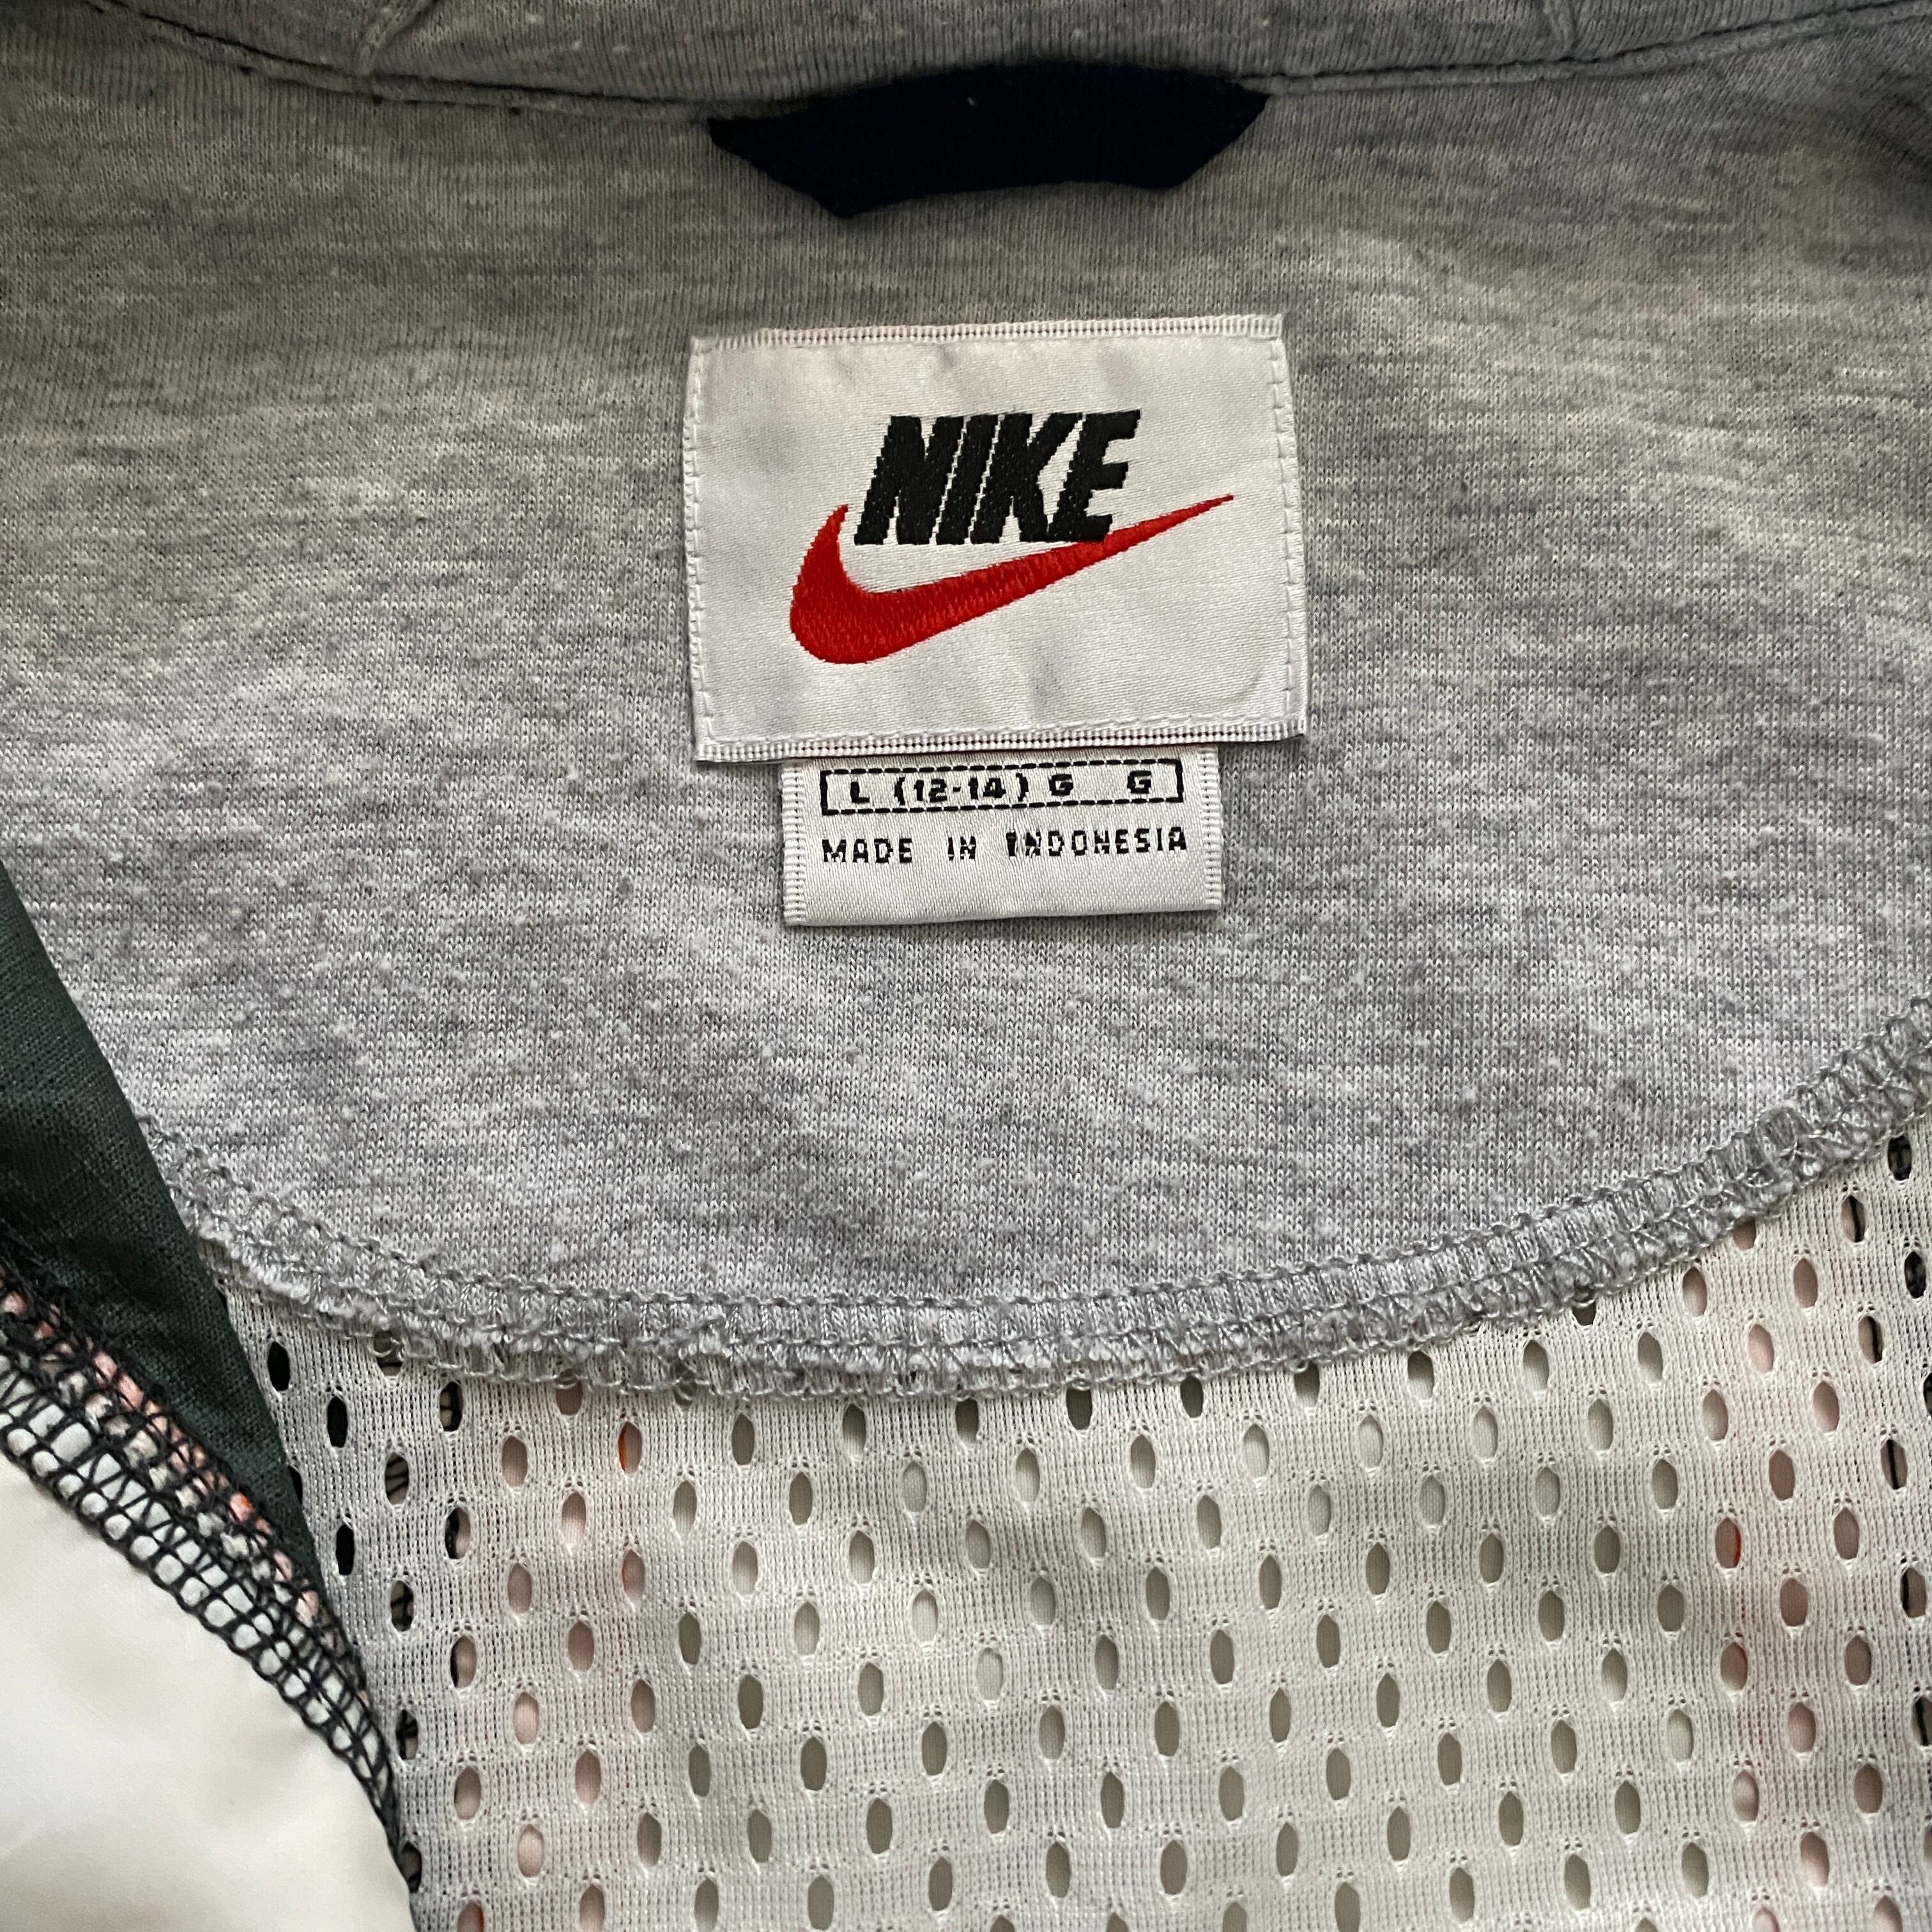 NIKE
L (12-14) G G
MADE IN INDONESIA